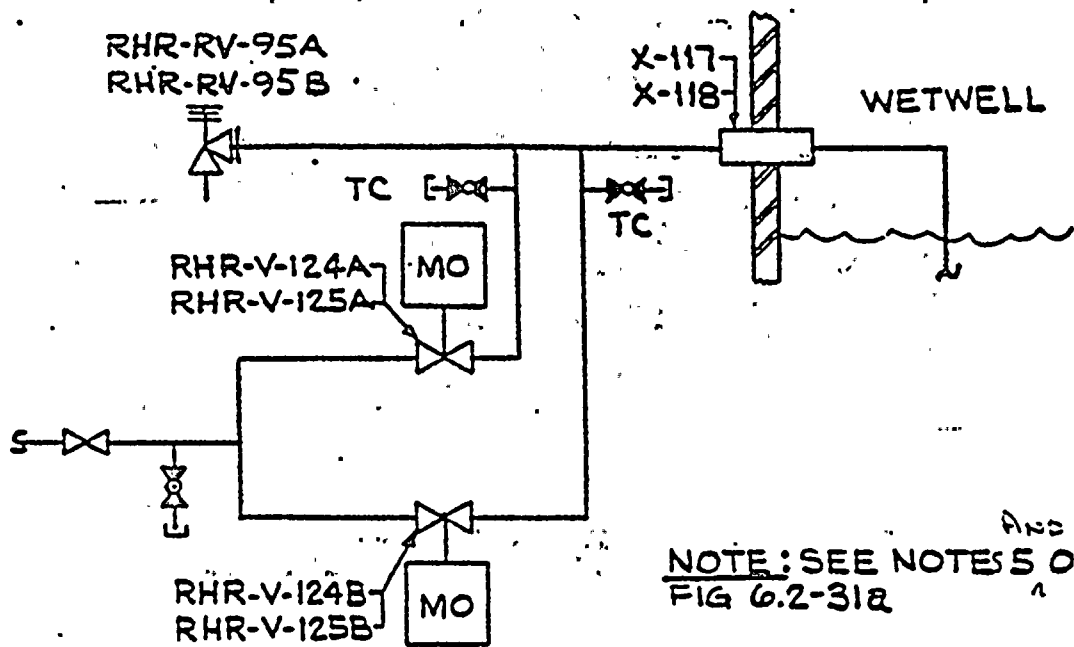 RHR-RV-95A
RHR-RV-95B
X-117
X-118
WETWELL
TC
TC
RHR-V-124A
RHR-V-125A
MO
S
RHR-V-124B
RHR-V-125B
MO
AND
NOTE: SEE NOTES 5
FIG 6.2-31a